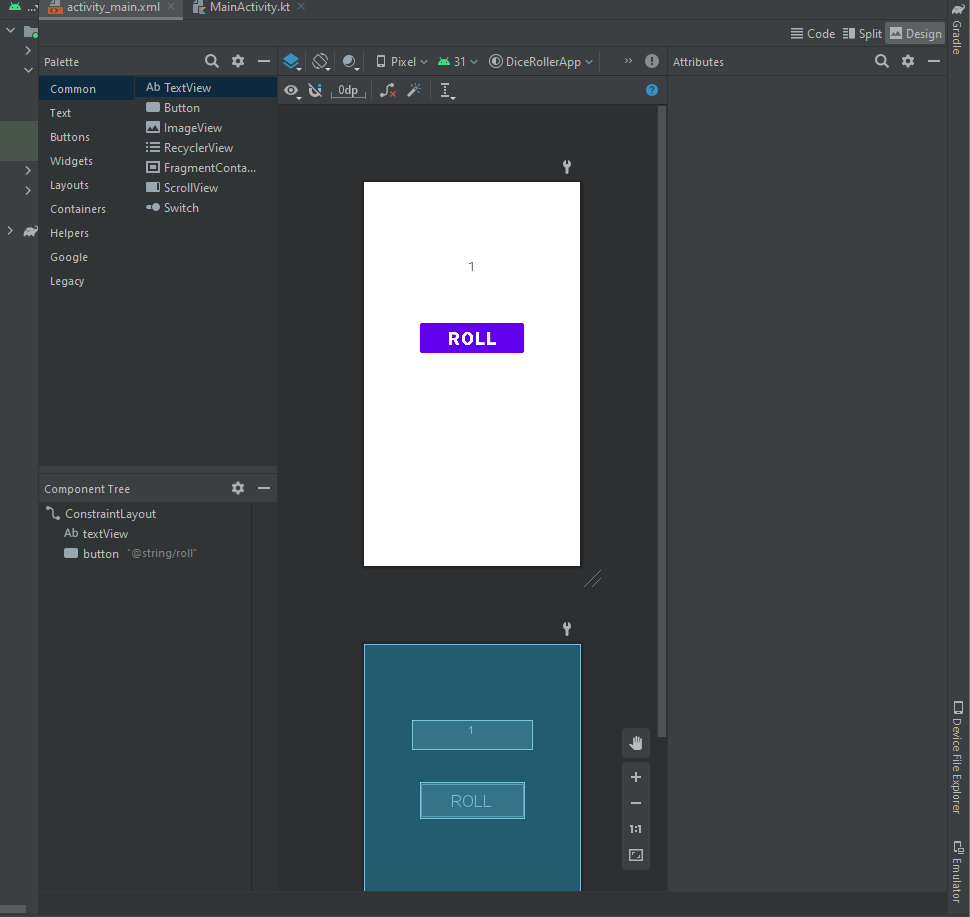 activity_main.xml
MainActivity.kt
Code
Split
Design
Gradle
Palette
Pixel
31
DiceRollerApp
Attributes
Common
Text
Buttons
Widgets
Layouts
Containers
Helpers
Google
Legacy
Ab TextView
Button
ImageView
RecyclerView
FragmentConta...
ScrollView
Switch
0dp
?
1
ROLL
Component Tree
ConstraintLayout
Ab textView
button "@string/roll"
1
ROLL
1:1
Device File Explorer
Emulator